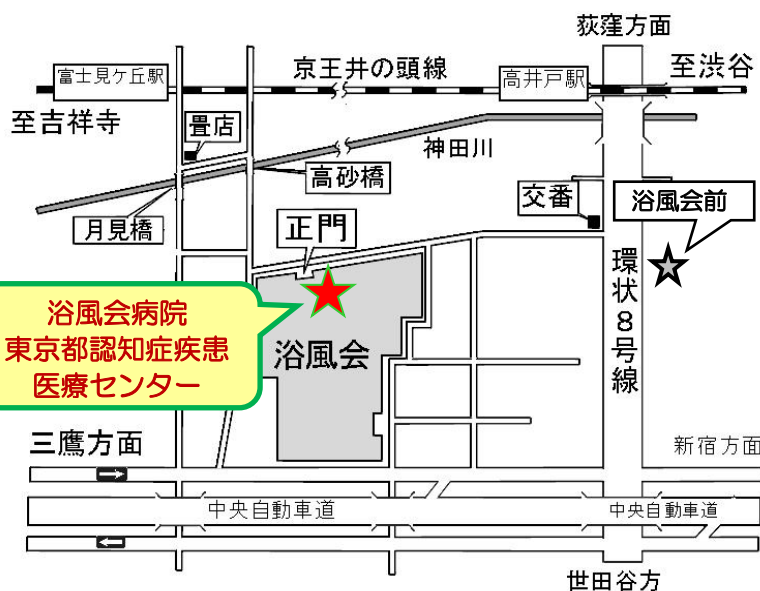 荻窪方面
富士見ケ丘駅
京王井の頭線
高井戸駅
至渋谷
至吉祥寺
畳店
神田川
高砂橋
交番
浴風会前
月見橋
正門
環状8号線
浴風会病院
東京都認知症疾患
医療センター
浴風会
三鷹方面
新宿方面
中央自動車道
中央自動車道
世田谷方